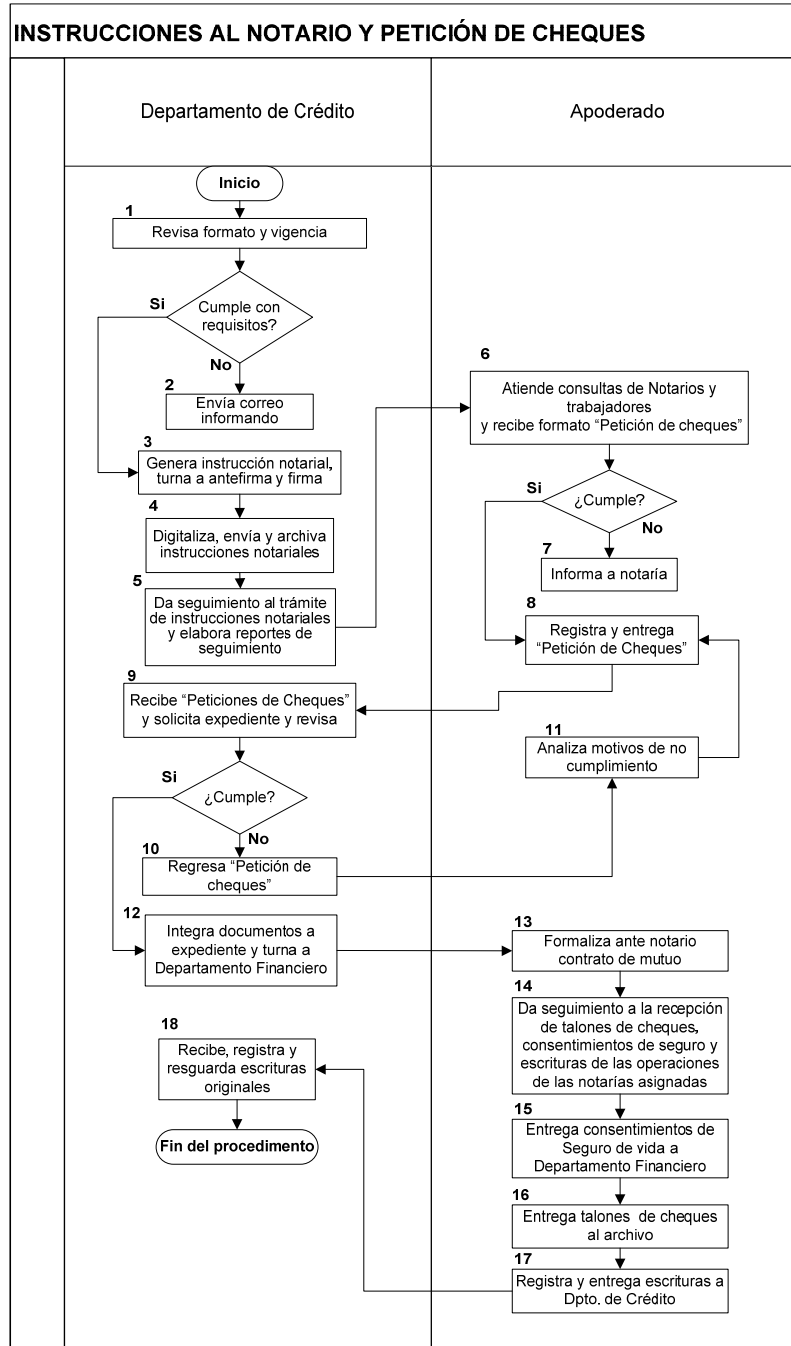 INSTRUCCIONES AL NOTARIO Y PETICIÓN DE CHEQUES
Departamento de Crédito
Apoderado
Inicio
1
Revisa formato y vigencia
Cumple con
requisitos?
Si
No
2
Envía correo
informando
3
Genera instrucción notarial,
turna a antefirma y firma
4
Digitaliza, envía y archiva
instrucciones notariales
5
Da seguimiento al trámite
de instrucciones notariales
y elabora reportes de
seguimiento
6
Atiende consultas de Notarios y
trabajadores
y recibe formato “Petición de cheques”
¿Cumple?
Si
No
7
Informa a notaría
8
Registra y entrega
“Petición de Cheques”
9
Recibe “Peticiones de Cheques”
y solicita expediente y revisa
¿Cumple?
Si
No
10
Regresa “Petición de
cheques”
11
Analiza motivos de no
cumplimiento
12
Integra documentos a
expediente y turna a
Departamento Financiero
13
Formaliza ante notario
contrato de mutuo
14
Da seguimiento a la recepción
de talones de cheques,
consentimientos de seguro y
escrituras de las operaciones
de las notarías asignadas
15
Entrega consentimientos de
Seguro de vida a
Departamento Financiero
16
Entrega talones de cheques
al archivo
17
Registra y entrega escrituras a
Dpto. de Crédito
18
Recibe, registra y
resguarda escrituras
originales
Fin del procedimento